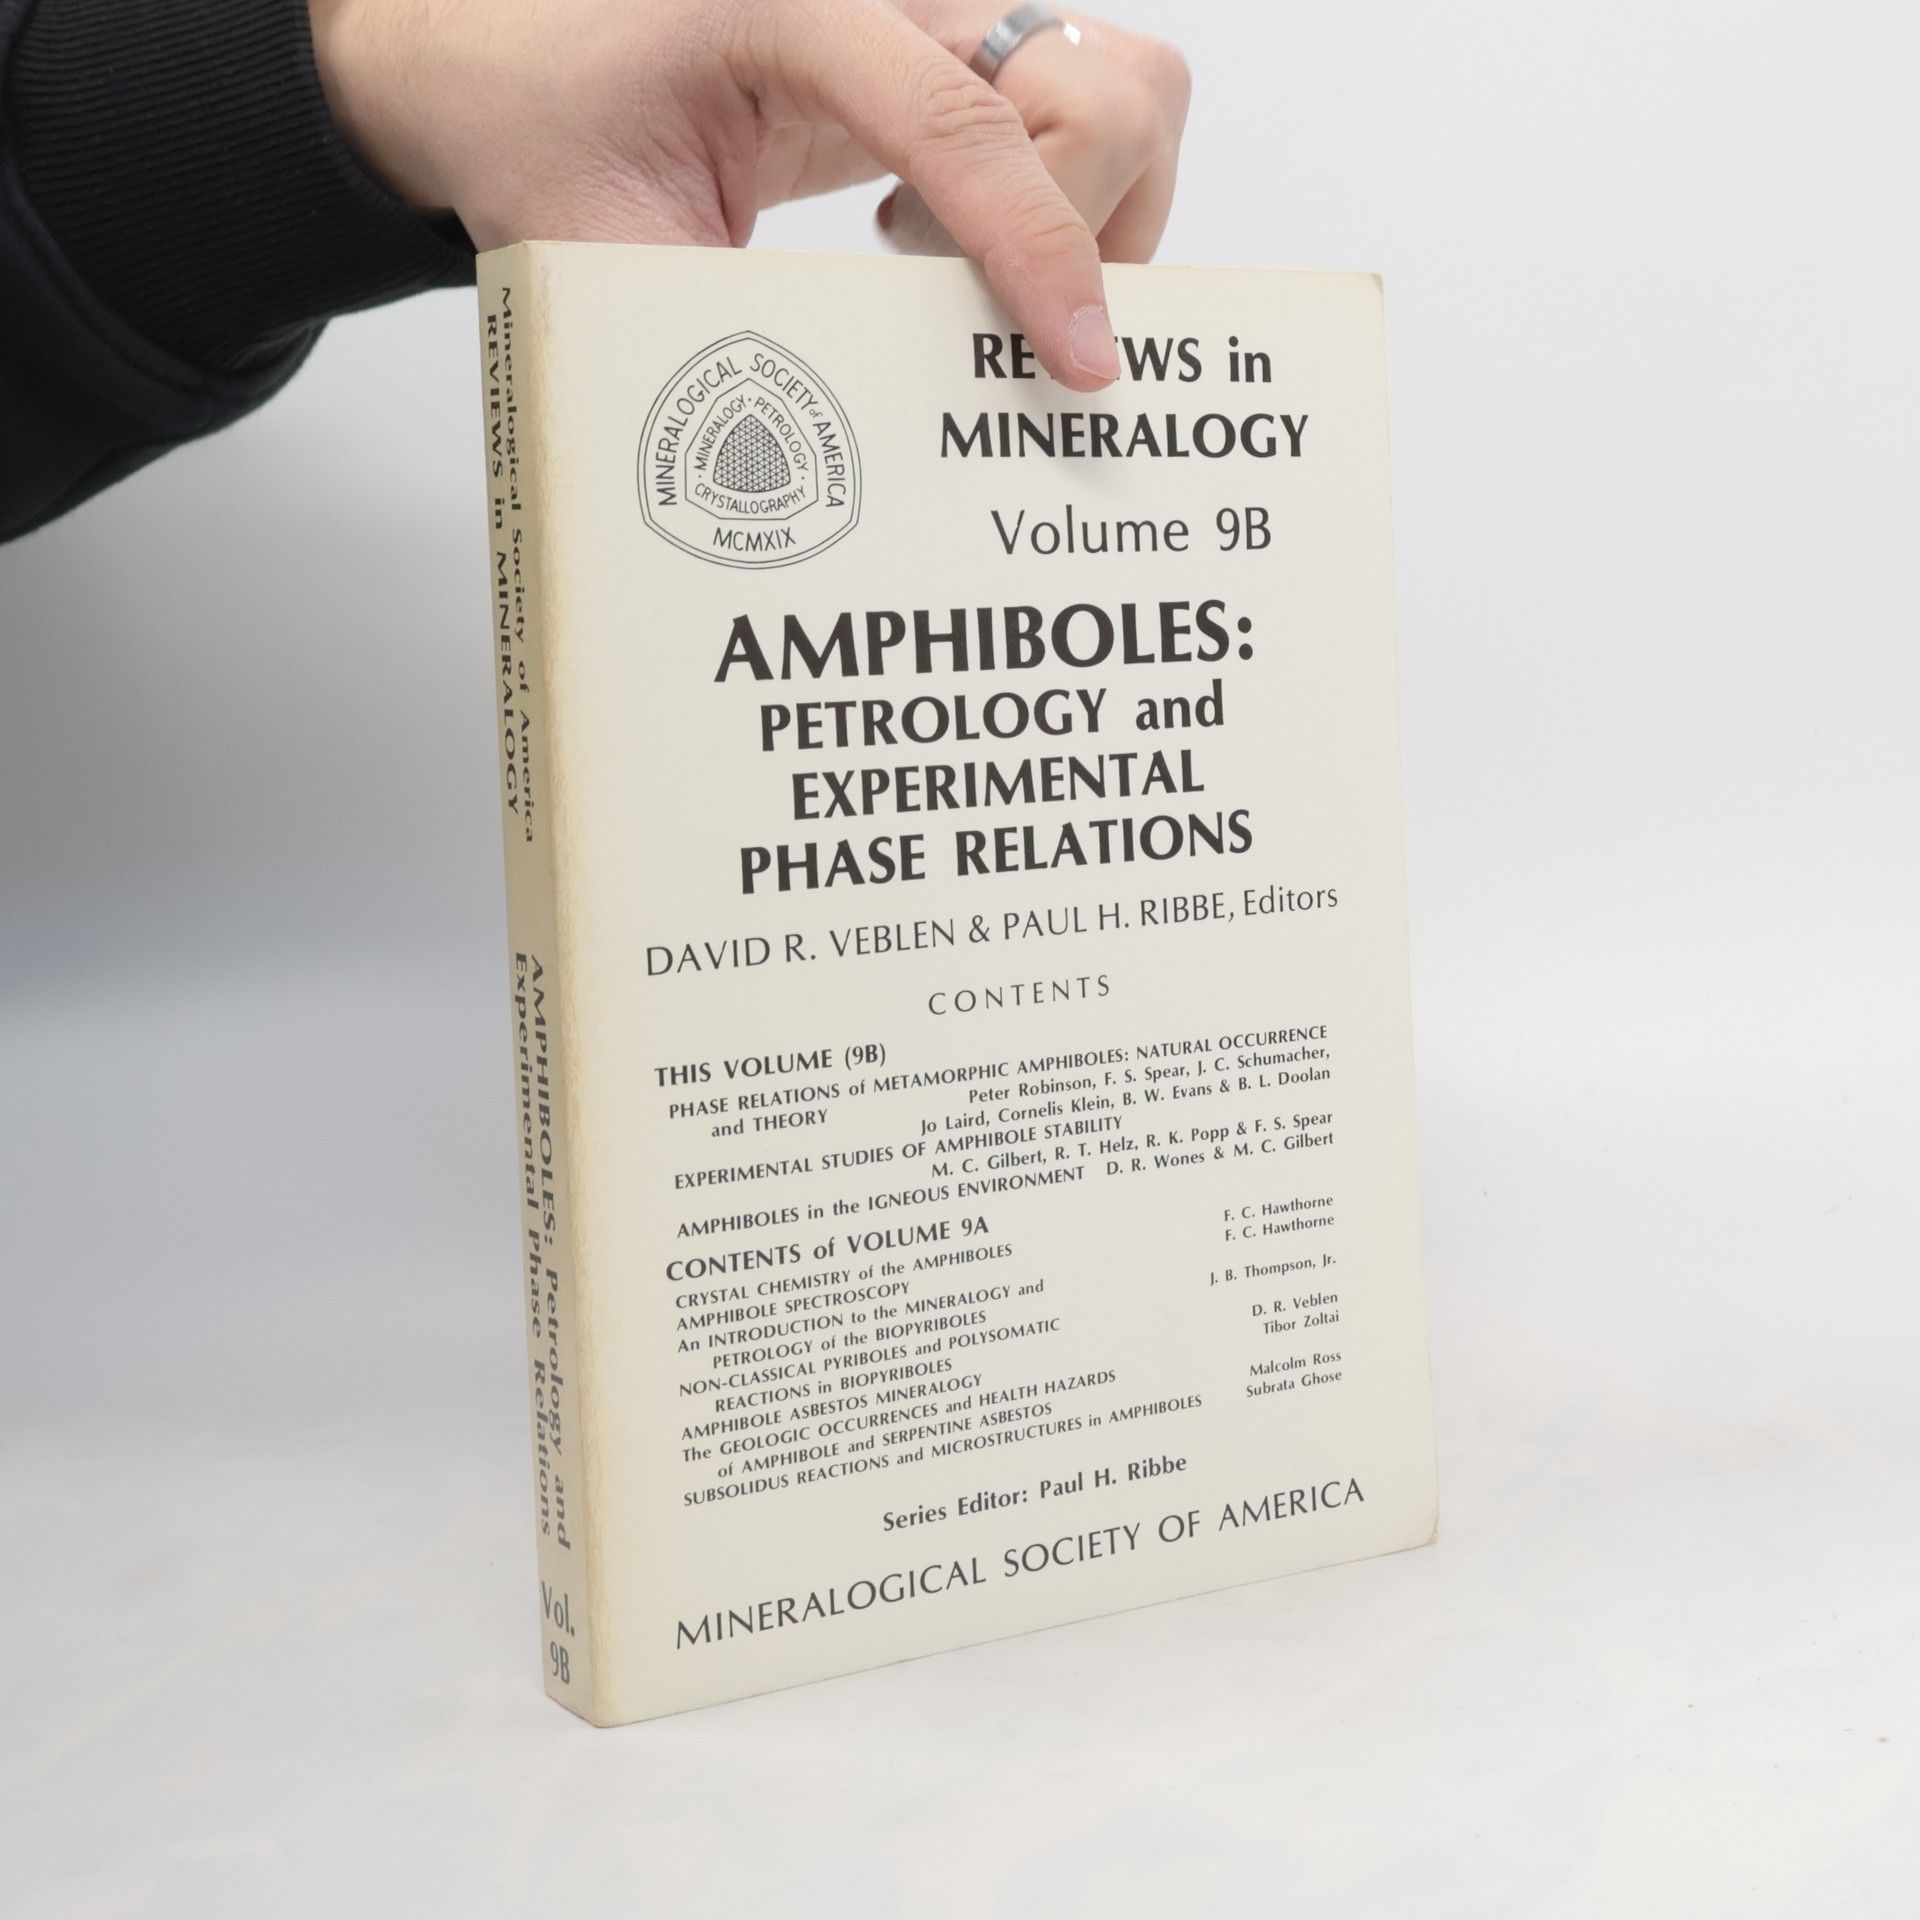 Mineralogical Society of America
REVIEWS in MINERALOGY
AMPHIBOLES: Petrology and
Experimental Phase Relations
Vol.
9B
MINERALOGICAL SOCIETY of AMERICA
MINERALOGY · PETROLOGY ·
CRYSTALLOGRAPHY
MCMXIX
in
MINERALOGY
Volume 9B
AMPHIBOLES:
PETROLOGY and
EXPERIMENTAL
PHASE RELATIONS
DAVID R. VEBLEN & PAUL H. RIBBE, Editors
CONTENTS
THIS VOLUME (9B)
PHASE RELATIONS of METAMORPHIC AMPHIBOLES: NATURAL OCCURRENCE
and THEORY Peter Robinson, F. S. Spear, J. C. Schumacher,
Jo Laird, Cornelis Klein, B. W. Evans & B. L. Doolan
EXPERIMENTAL STUDIES OF AMPHIBOLE STABILITY
M. C. Gilbert, R. T. Helz, R. K. Popp & F. S. Spear
AMPHIBOLES in the IGNEOUS ENVIRONMENT D. R. Wones & M. C. Gilbert
CONTENTS of VOLUME 9A
CRYSTAL CHEMISTRY of the AMPHIBOLES F. C. Hawthorne
AMPHIBOLE SPECTROSCOPY F. C. Hawthorne
An INTRODUCTION to the MINERALOGY and
PETROLOGY of the BIOPYRIBOLES J. B. Thompson, Jr.
NON-CLASSICAL PYRIBOLES and POLYSOMATIC
REACTIONS in BIOPYRIBOLES D. R. Veblen
AMPHIBOLE ASBESTOS MINERALOGY Tibor Zoltai
The GEOLOGIC OCCURRENCES and HEALTH HAZARDS
of AMPHIBOLE and SERPENTINE ASBESTOS Malcolm Ross
SUBSOLIDUS REACTIONS and MICROSTRUCTURES in AMPHIBOLES Subrata Ghose
Series Editor: Paul H. Ribbe
MINERALOGICAL SOCIETY OF AMERICA